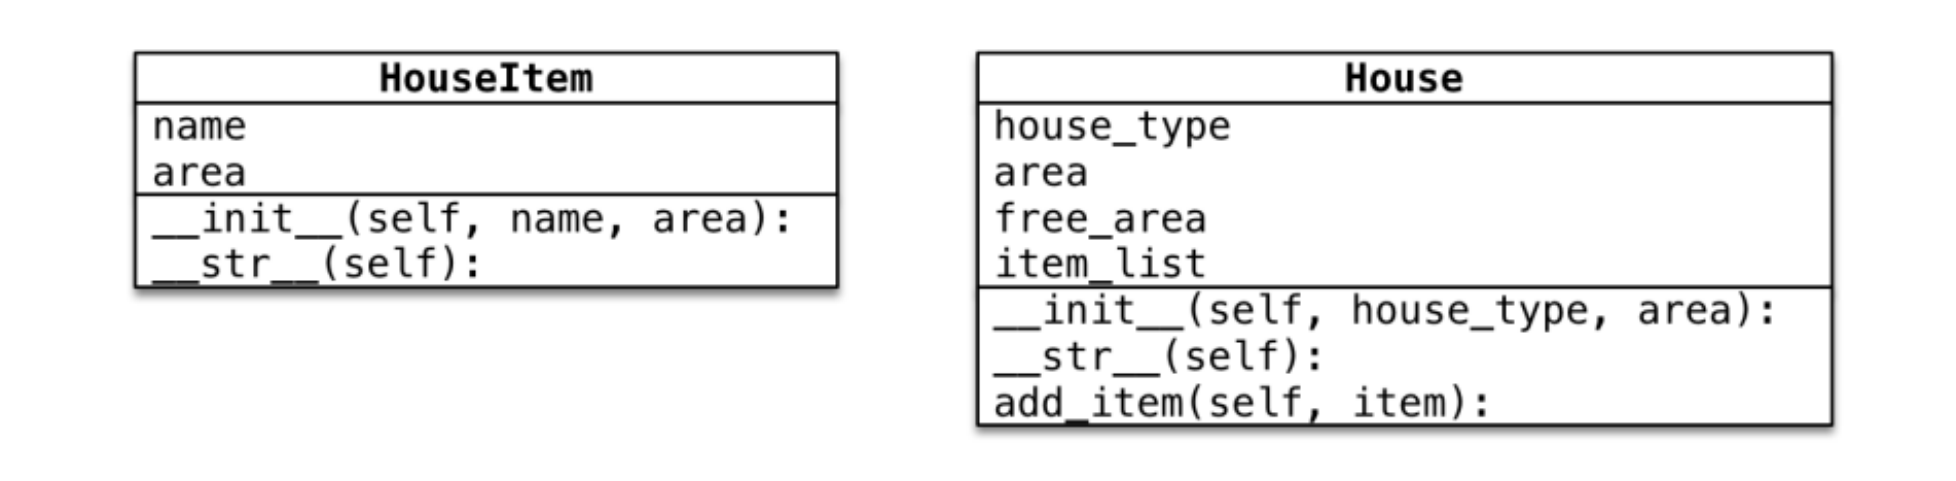 HouseItem
name
area
__init__(self, name, area):
__str__(self):
House
house_type
area
free_area
item_list
__init__(self, house_type, area):
__str__(self):
add_item(self, item):